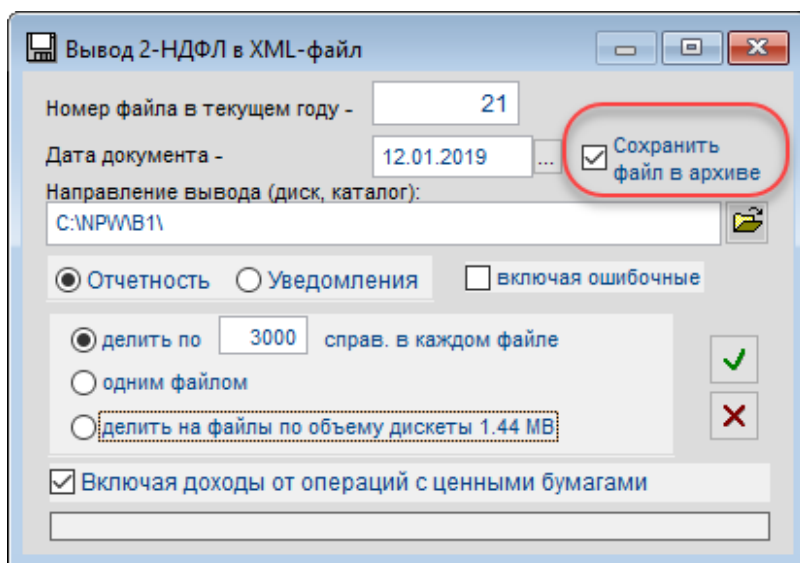 Вывод 2-НДФЛ в XML-файл
Номер файла в текущем году - 21
Дата документа - 12.01.2019 ...
Сохранить
файл в архиве
Направление вывода (диск, каталог):
C:\NPW\B1\
Отчетность Уведомления включая ошибочные
делить по 3000 справ. в каждом файле
одним файлом
делить на файлы по объему дискеты 1.44 MB
Включая доходы от операций с ценными бумагами